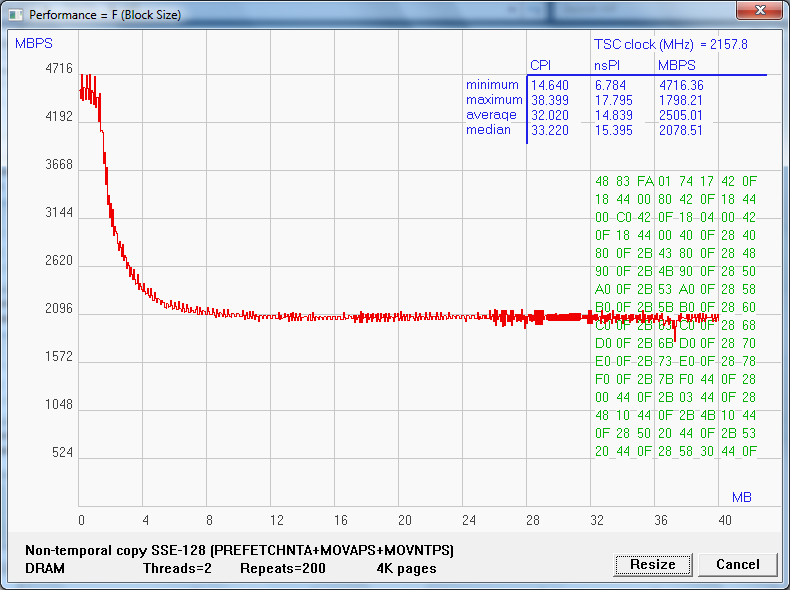 Performance = F (Block Size)
MBPS
TSC clock (MHz) = 2157.8
CPI nsPI MBPS
minimum 14.640 6.784 4716.36
maximum 38.399 17.795 1798.21
average 32.020 14.839 2505.01
median 33.220 15.395 2078.51
4716
4192
3668
3144
2620
2096
1572
1048
524
48 83 FA 01 74 17 42 0F
18 44 00 80 42 0F 18 44
00 C0 42 0F 18 04 00 42
0F 18 44 00 40 0F 28 40
80 0F 2B 43 80 0F 28 48
90 0F 2B 4B 90 0F 28 50
A0 0F 2B 53 A0 0F 28 58
B0 0F 2B 5B B0 0F 28 60
C0 0F 2B 63 C0 0F 28 68
D0 0F 2B 6B D0 0F 28 70
E0 0F 2B 73 E0 0F 28 78
F0 0F 2B 7B F0 44 0F 28
00 44 0F 2B 03 44 0F 28
48 10 44 0F 2B 4B 10 44
0F 28 50 20 44 0F 2B 53
20 44 0F 28 58 30 44 0F
MB
0 4 8 12 16 20 24 28 32 36 40
Non-temporal copy SSE-128 (PREFETCHNTA+MOVAPS+MOVNTPS)
DRAM Threads=2 Repeats=200 4K pages
Resize Cancel